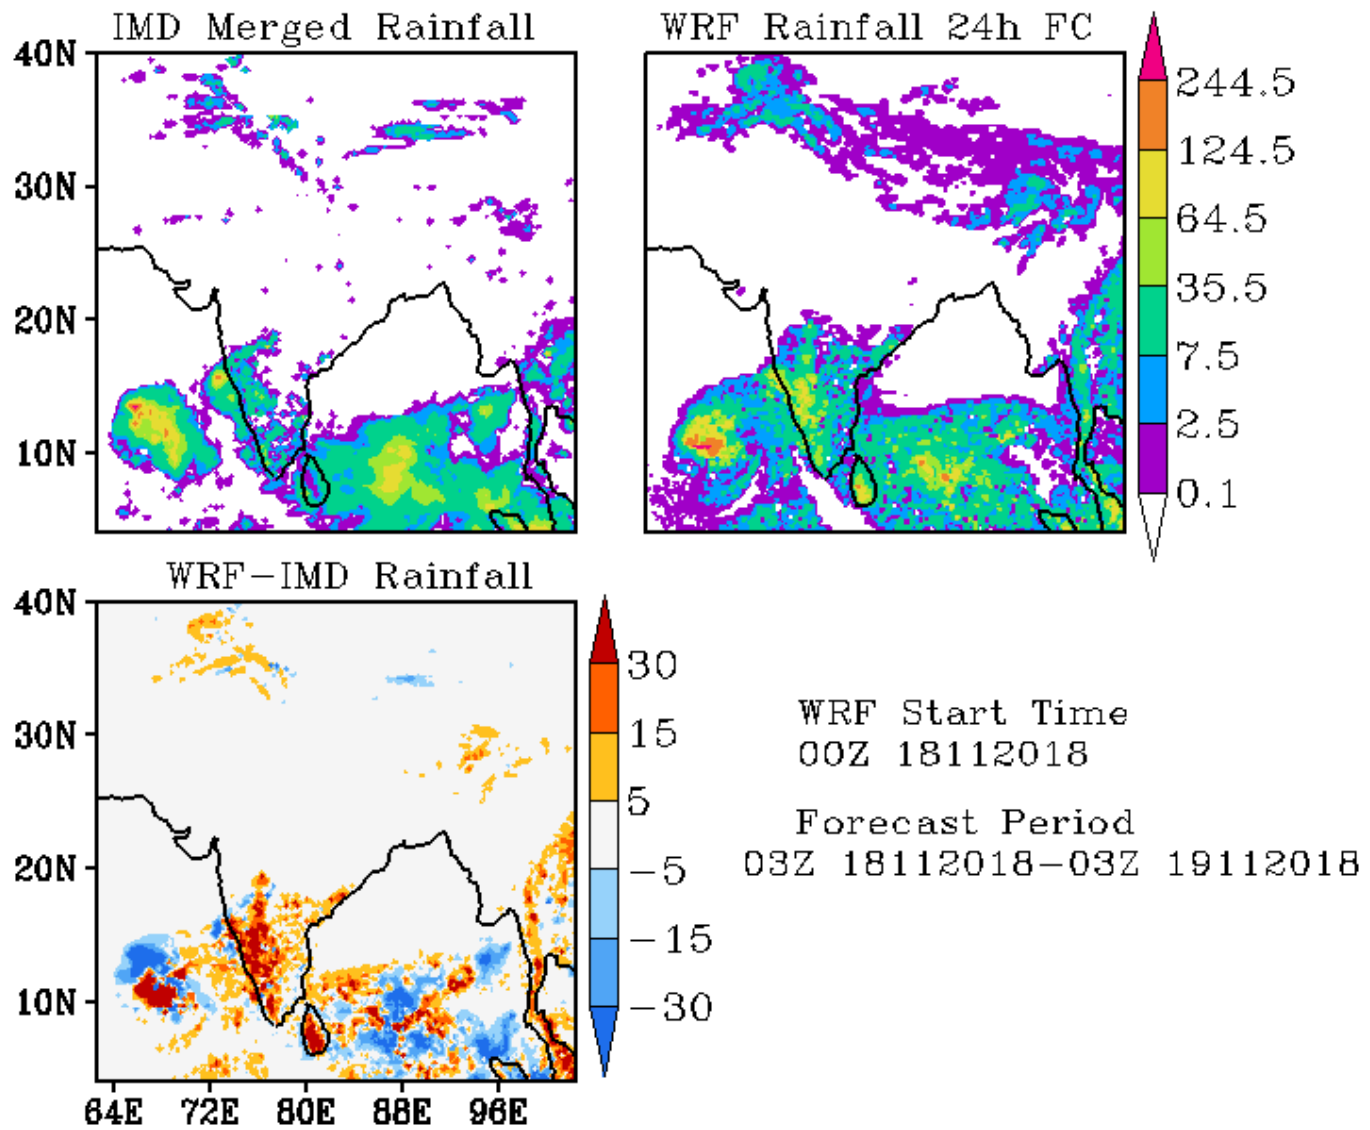 IMD Merged Rainfall
WRF Rainfall 24h FC
40N
30N
20N
10N
244.5
124.5
64.5
35.5
7.5
2.5
0.1
WRF-IMD Rainfall
40N
30N
20N
10N
64E 72E 80E 88E 96E
30
15
5
-5
-15
-30
WRF Start Time
00Z 18112018
Forecast Period
03Z 18112018-03Z 19112018